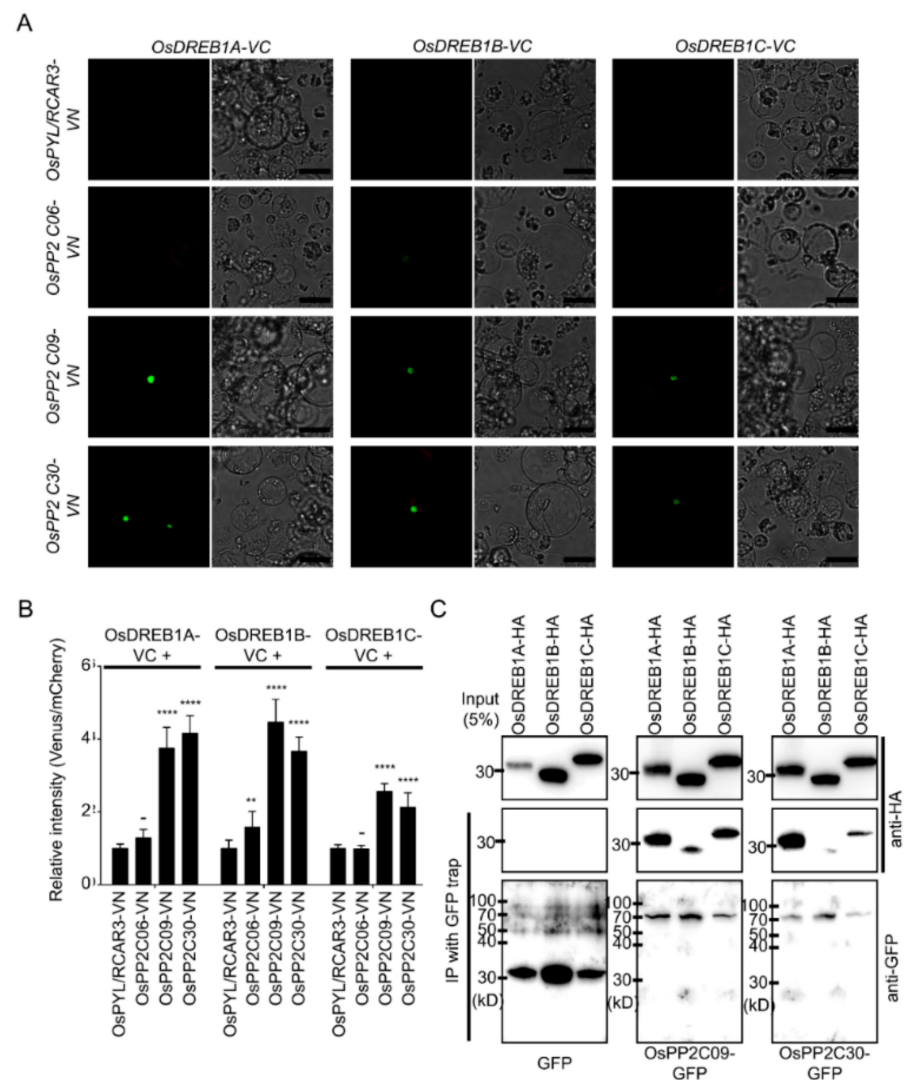 A
OsDREB1A-VC OsDREB1B-VC OsDREB1C-VC
OsPYL/RCAR3-
VN
OsPP2 C06-
VN
OsPP2 C09-
VN
OsPP2 C30-
VN
B
OsDREB1A-
VC +
OsDREB1B-
VC +
OsDREB1C-
VC +
Relative intensity (Venus/mCherry)
6
4
2
0
**** **** ** **** **** **** ****
- -
OsPYL/RCAR3-VN
OsPP2C06-VN
OsPP2C09-VN
OsPP2C30-VN
OsPYL/RCAR3-VN
OsPP2C06-VN
OsPP2C09-VN
OsPP2C30-VN
OsPYL/RCAR3-VN
OsPP2C06-VN
OsPP2C09-VN
OsPP2C30-VN
C
OsDREB1A-HA
OsDREB1B-HA
OsDREB1C-HA
OsDREB1A-HA
OsDREB1B-HA
OsDREB1C-HA
OsDREB1A-HA
OsDREB1B-HA
OsDREB1C-HA
Input
(5%)
30 30 30
anti-HA
30 30 30
IP with GFP trap
100 100 100
70 70 70
50 50 50
40 40 40
30 30 30
(kD) (kD) (kD)
anti-GFP
GFP
OsPP2C09-
GFP
OsPP2C30-
GFP